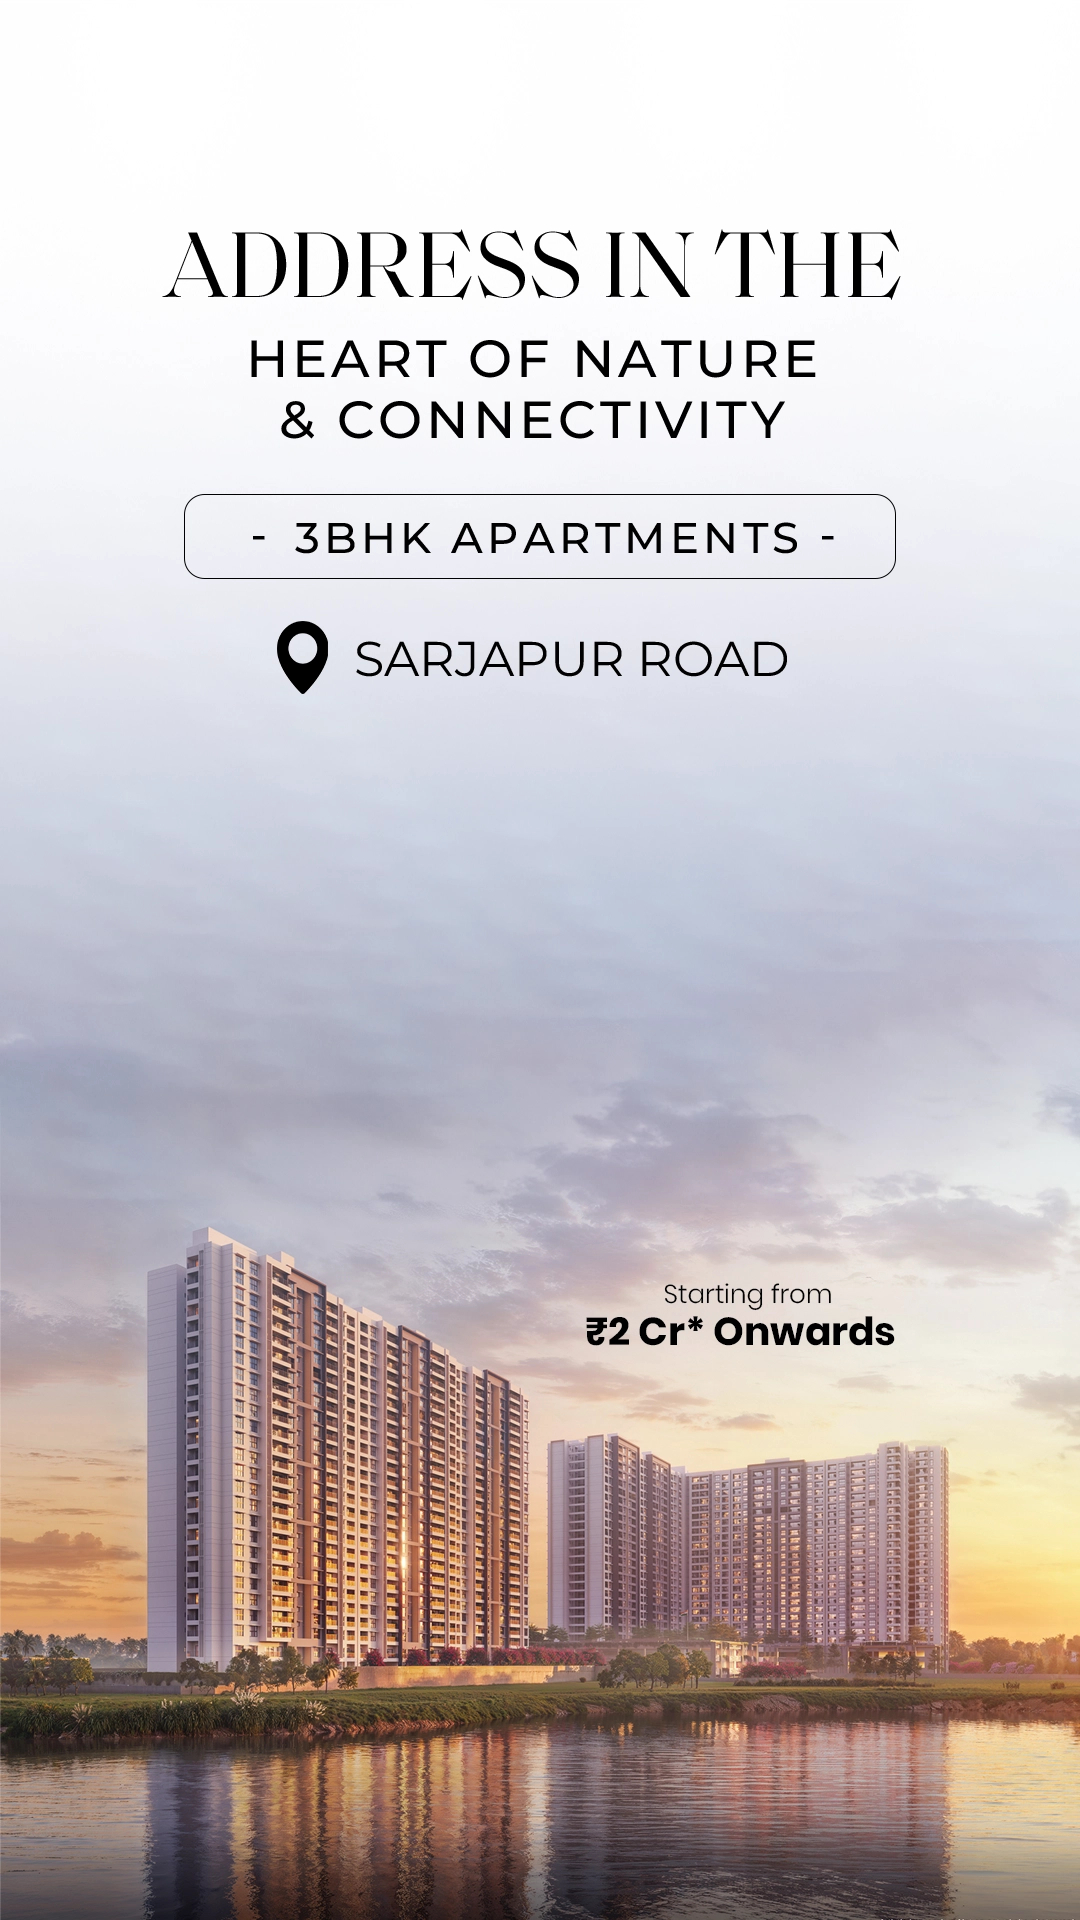 ADDRESS IN THE
HEART OF NATURE
& CONNECTIVITY
- 3BHK APARTMENTS -
SARJAPUR ROAD
Starting from
₹2 Cr* Onwards